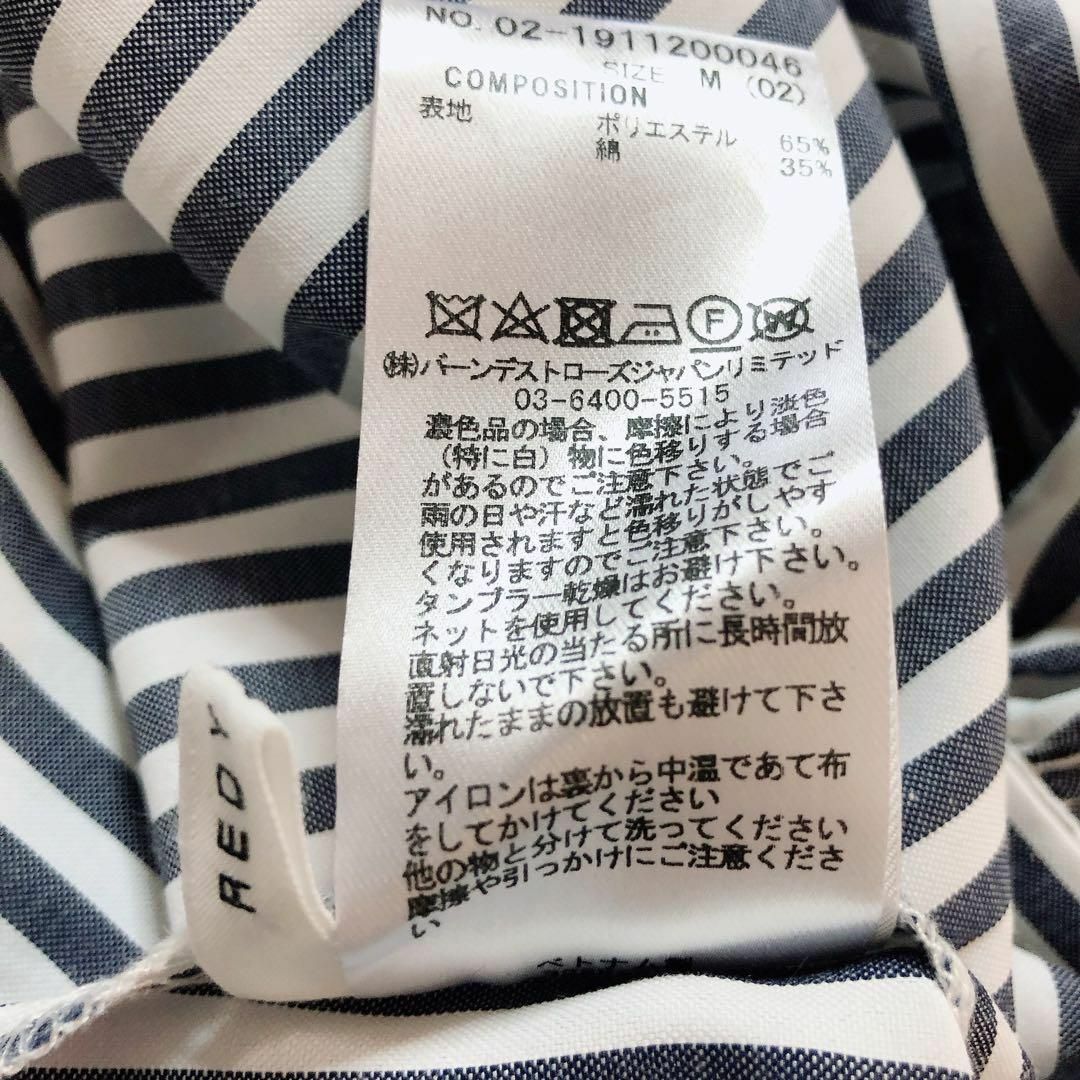 NO. 02-1911200046
SIZE M (02)
COMPOSITION
表地 ポリエステル 65%
綿 35%
F
W
㈱バーンデストローズジャパンリミテッド
03-6400-5515
濃色品の場合、摩擦により淡色
(特に白)物に色移りする場合
があるのでご注意下さい。
雨の日や汗など濡れた状態でご
使用されますと色移りがしやす
くなりますのでご注意下さい。
タンブラー乾燥はお避け下さい。
ネットを使用してください。
直射日光の当たる所に長時間放
置しないで下さい。
濡れたままの放置も避けて下さ
い。
アイロンは裏から中温であて布
をしてかけてください
他の物と分けて洗ってください
摩擦や引っかけにご注意くださ
い
ベトナム製
REDY